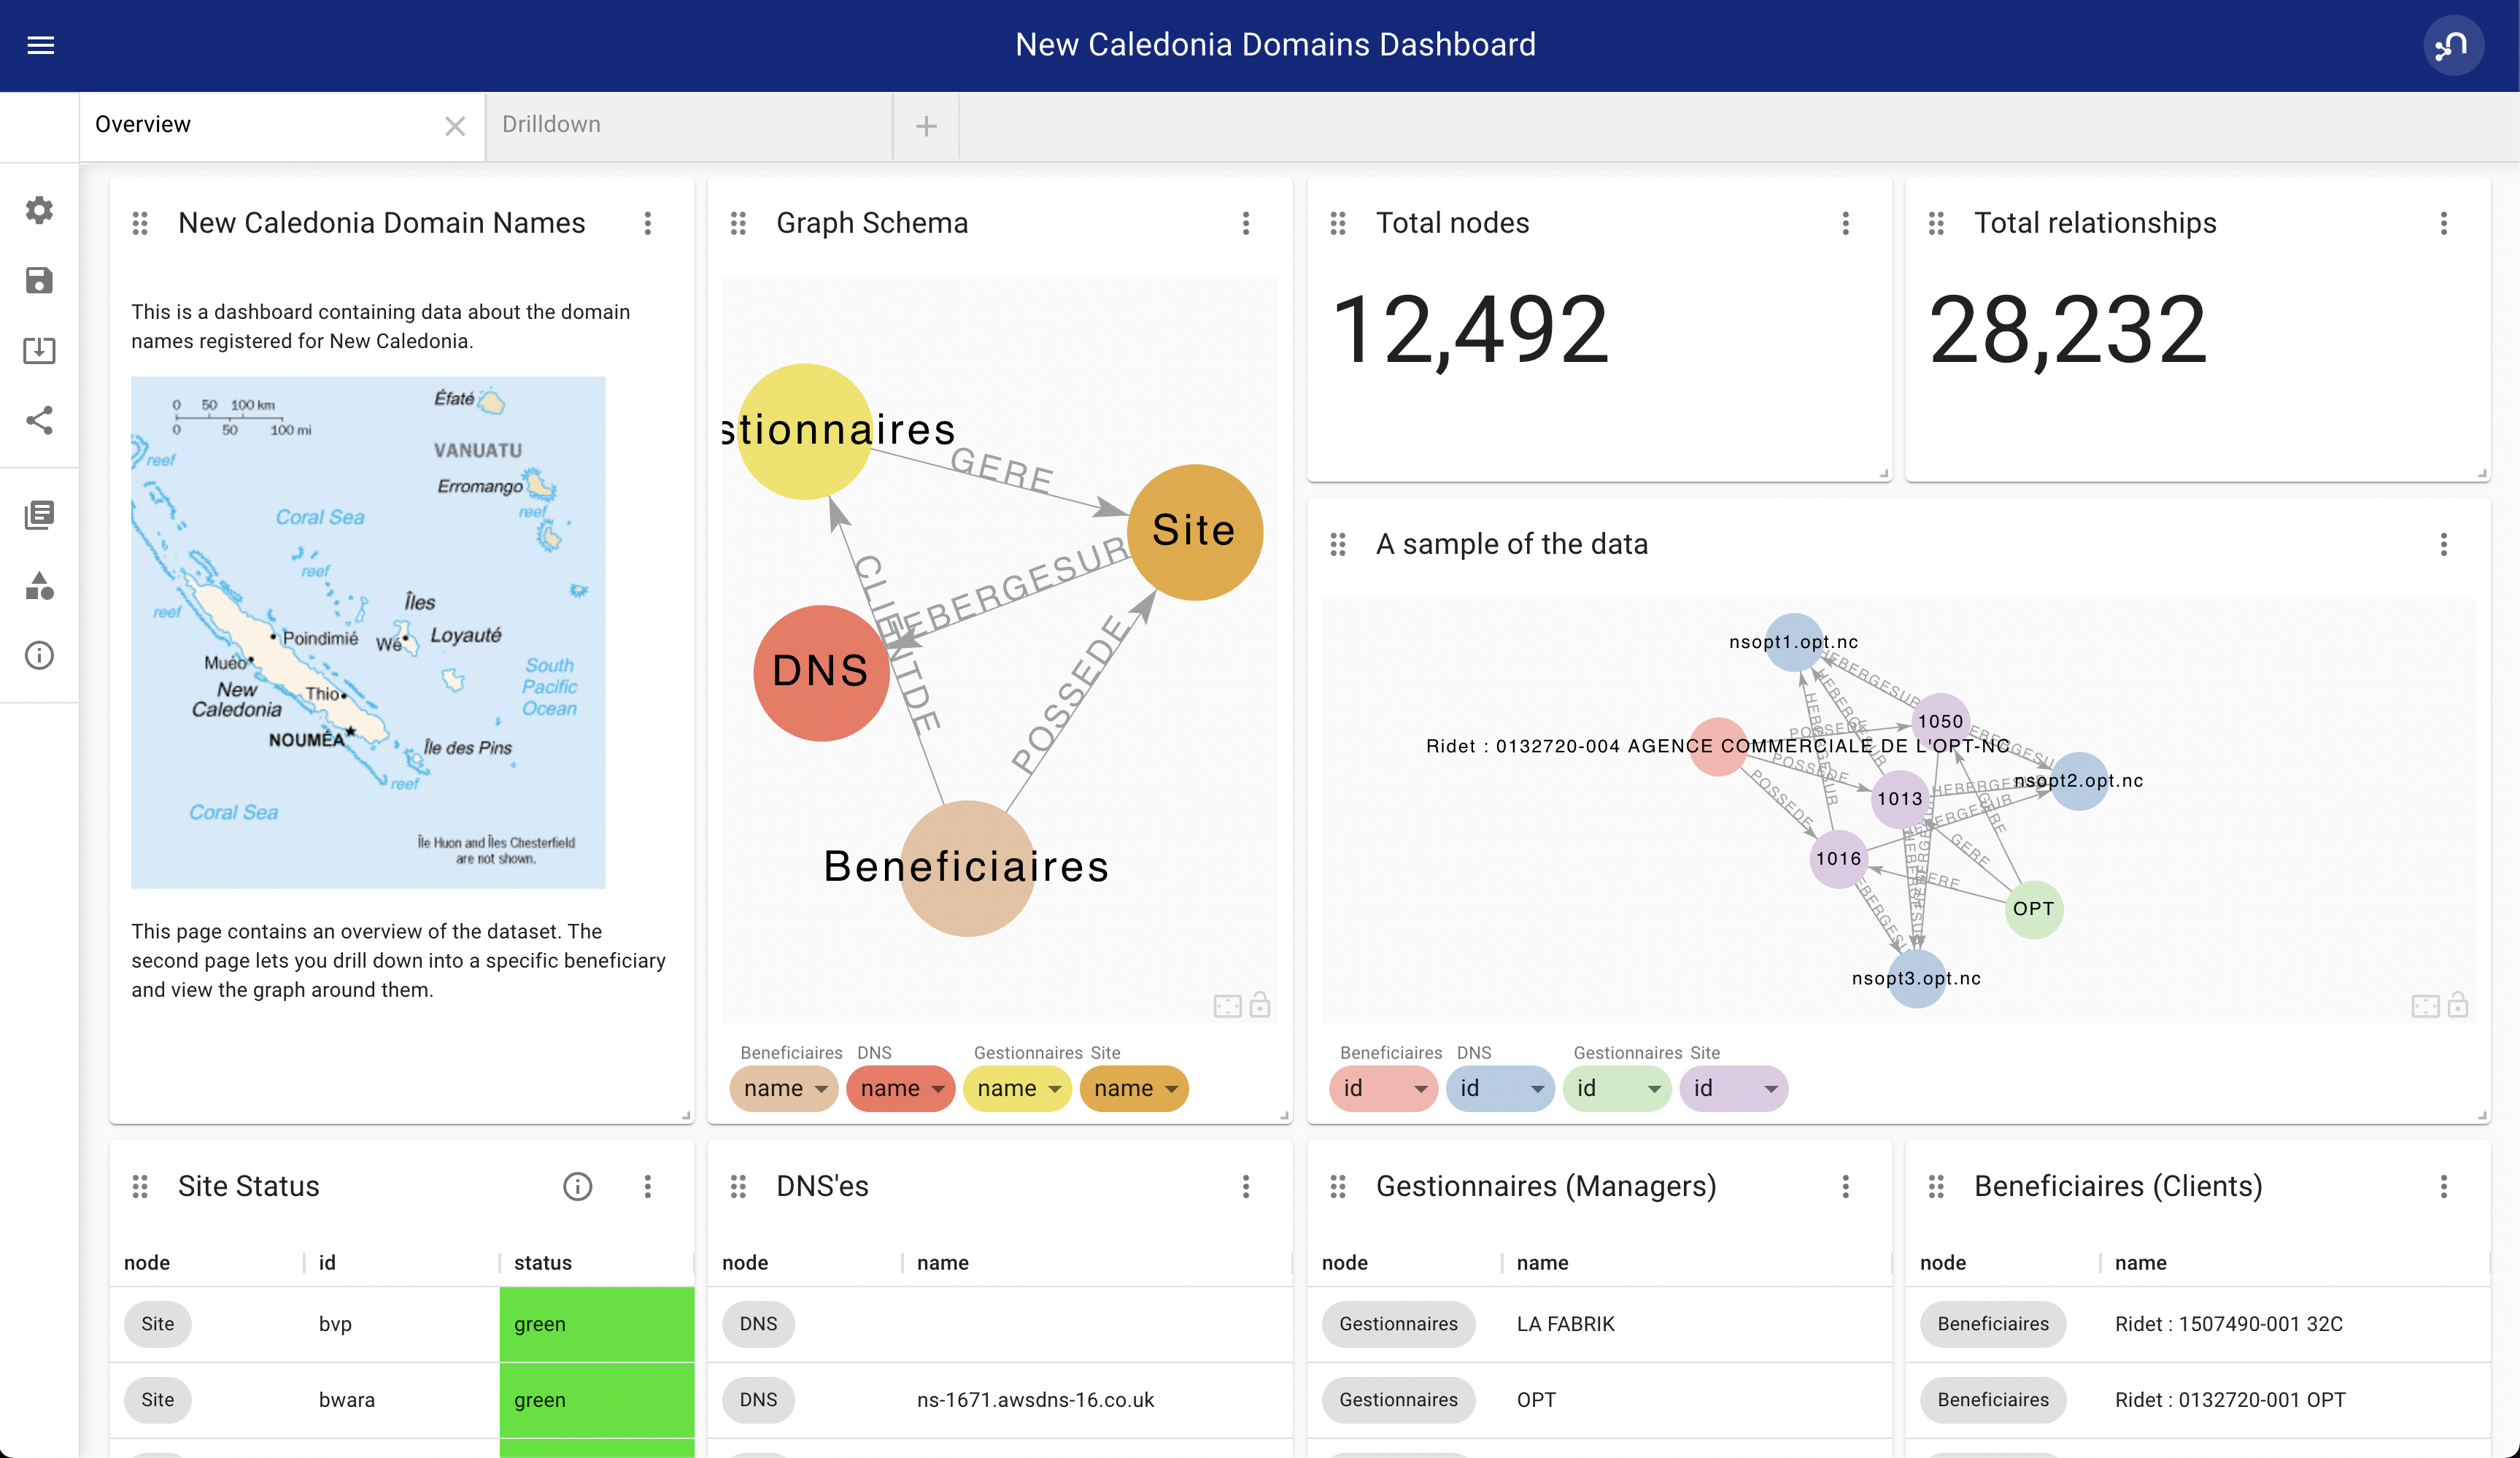 New Caledonia Domains Dashboard
Overview
Drilldown
New Caledonia Domain Names
This is a dashboard containing data about the domain
names registered for New Caledonia.
0 50 100 km
0 50 100 mi
Éfaté
VANUATU
reef
Erromango
reef
Coral Sea
reef
Îles
Loyauté
reef
Poindimié
Wé
Muéo
New
Caledonia
Thio
South
Pacific
Ocean
NOUMÉA
Île des Pins
reef
Coral Sea
Île Huon and Îles Chesterfield
are not shown.
This page contains an overview of the dataset. The
second page lets you drill down into a specific beneficiary
and view the graph around them.
Graph Schema
stionnaires
GERE
Site
CLIENTDE
EBERGESUR
DNS
POSSEDE
Beneficiaires
Beneficiaires DNS Gestionnaires Site
name name name name
Total nodes
12,492
Total relationships
28,232
A sample of the data
nsopt1.opt.nc
HEBERGESUR
1050
POSSEDE
Ridet : 0132720-004 AGENCE COMMERCIALE DE L'OPT-NC
POSSEDE
nsopt2.opt.nc
POSSEDE
1013
1016
GERE
GERE
OPT
nsopt3.opt.nc
Beneficiaires DNS Gestionnaires Site
id id id id
Site Status
node id status
Site bvp green
Site bwara green
DNS'es
node name
DNS
DNS ns-1671.awsdns-16.co.uk
Gestionnaires (Managers)
node name
Gestionnaires LA FABRIK
Gestionnaires OPT
Beneficiaires (Clients)
node name
Beneficiaires Ridet : 1507490-001 32C
Beneficiaires Ridet : 0132720-001 OPT